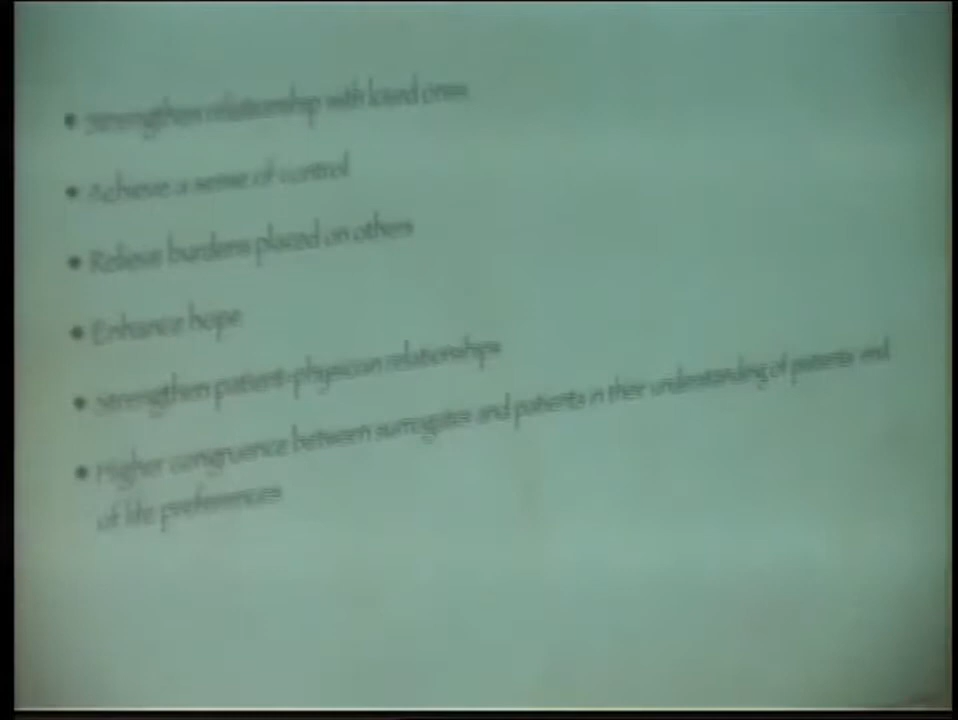 • Strengthen relationship with loved ones
• Achieve a sense of control
• Relieve burdens placed on others
• Enhance hope
• Strengthen patient-physician relationships
• Higher congruence between surrogates and patients in their understanding of patients end
of life preferences